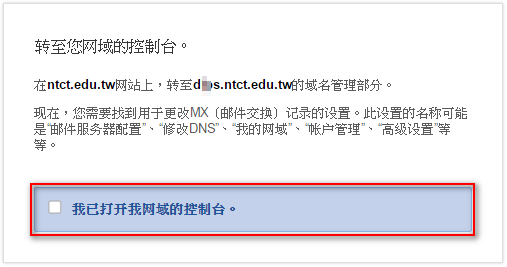 转至您网域的控制台。
在ntct.edu.tw网站上，转至 .ntct.edu.tw的域名管理部分。
现在，您需要找到用于更改MX（邮件交换）记录的设置。此设置的名称可能
是“邮件服务器配置”、“修改DNS”、“我的网域”、“帐户管理”、“高级设置”等
等。
我已打开我网域的控制台。